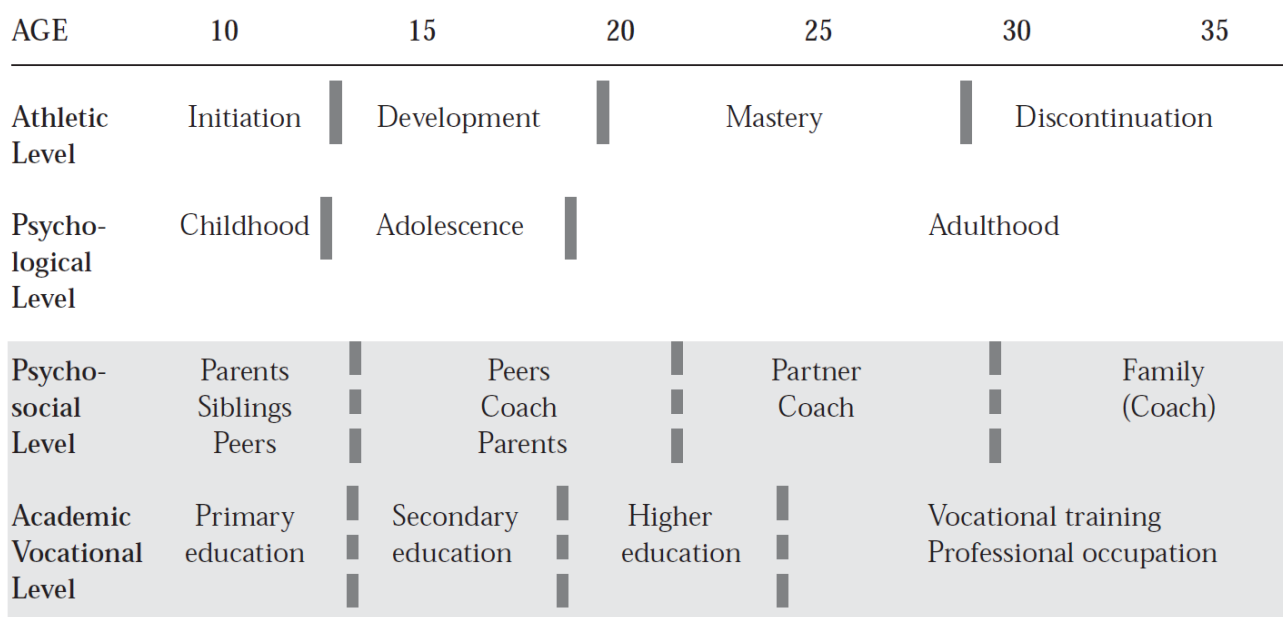 AGE 10 15 20 25 30 35
Athletic Initiation Development Mastery Discontinuation
Level
Psycho- Childhood Adolescence Adulthood
logical
Level
Psycho- Parents Peers Partner Family
social Siblings Coach Coach (Coach)
Level Peers Parents
Academic Primary Secondary Higher Vocational training
Vocational education education education Professional occupation
Level